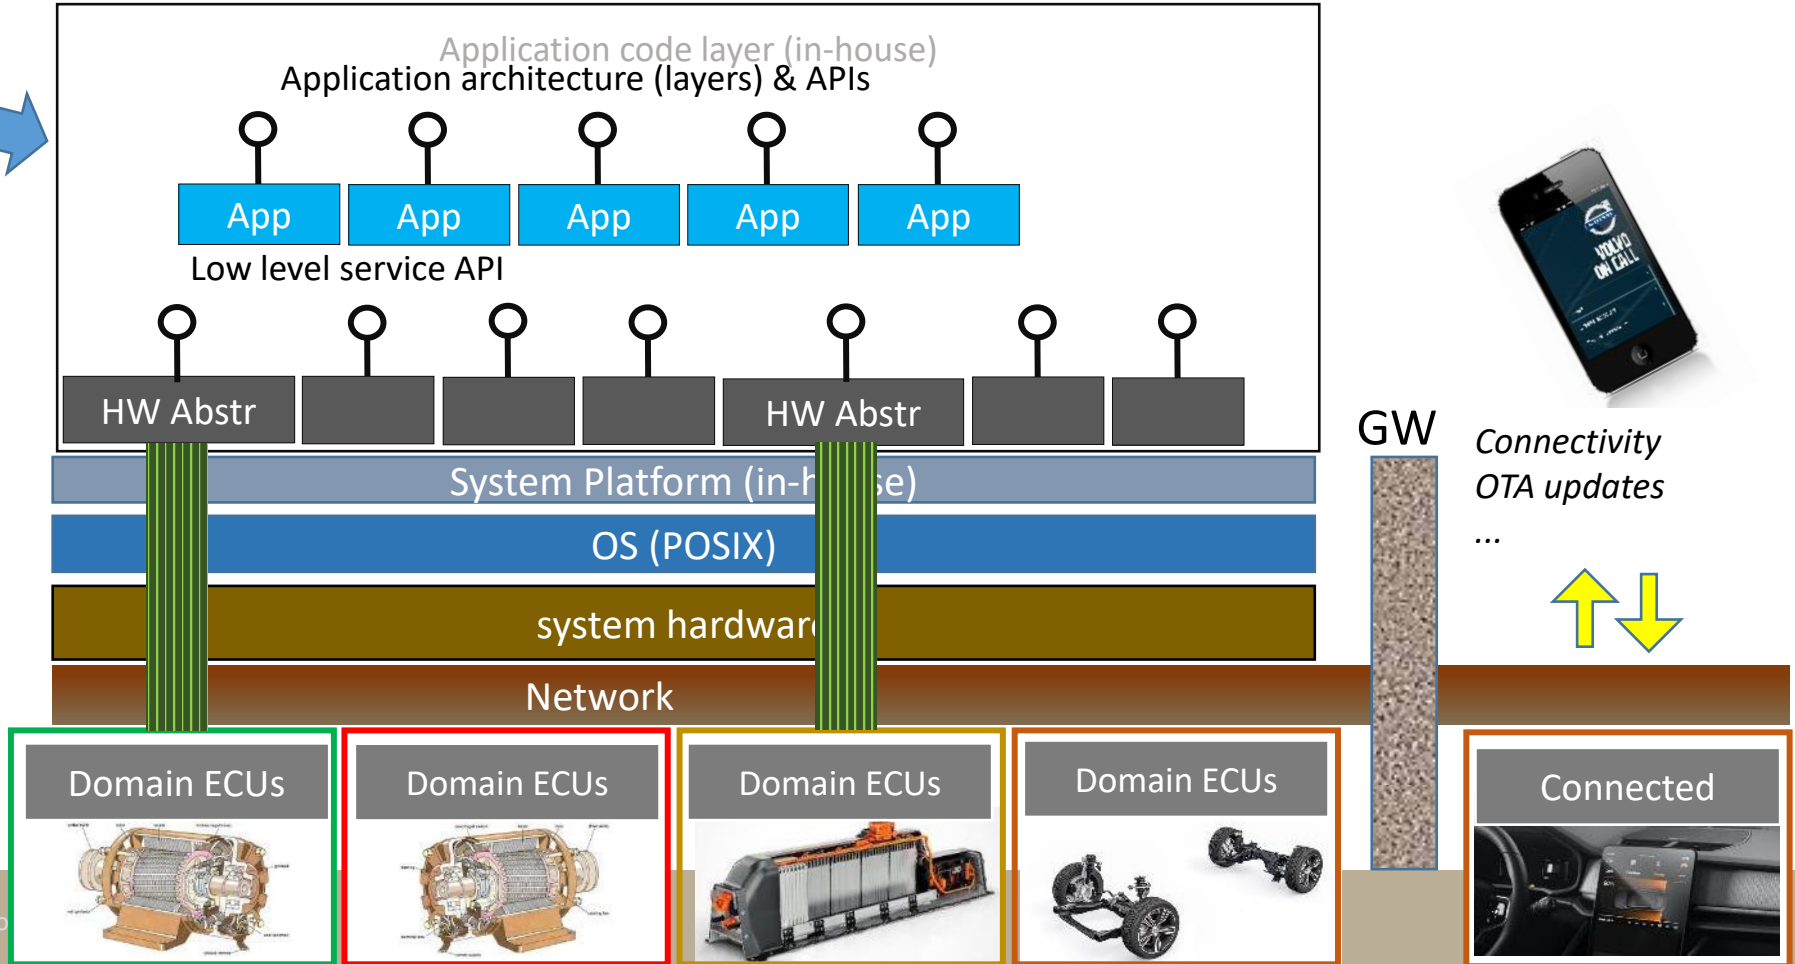 Application code layer (in-house)
Application architecture (layers) & APIs
App App App App App
Low level service API
HW Abstr HW Abstr
System Platform (in-h se)
OS (POSIX)
system hardwar
Network
GW
Connectivity
OTA updates
...
VOLVO
ON CALL
Domain ECUs Domain ECUs Domain ECUs Domain ECUs Connected